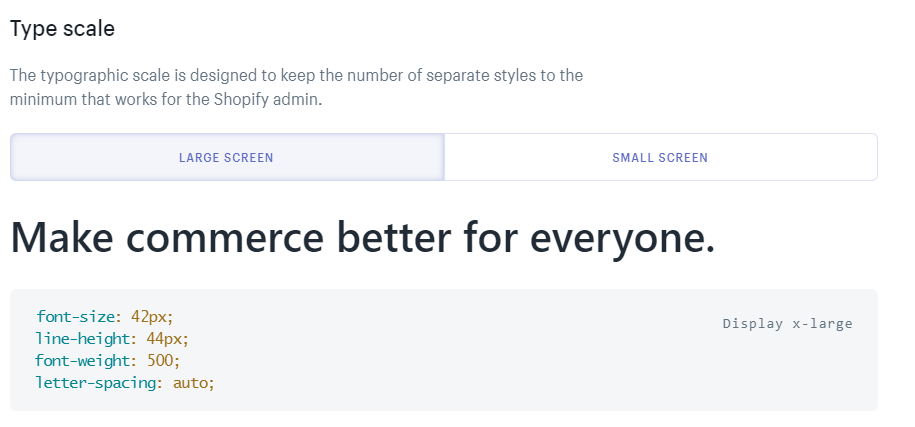 Type scale
The typographic scale is designed to keep the number of separate styles to the
minimum that works for the Shopify admin.
LARGE SCREEN
SMALL SCREEN
Make commerce better for everyone.
font-size: 42px;
Display x-large
line-height: 44px;
font-weight: 500;
letter-spacing: auto;